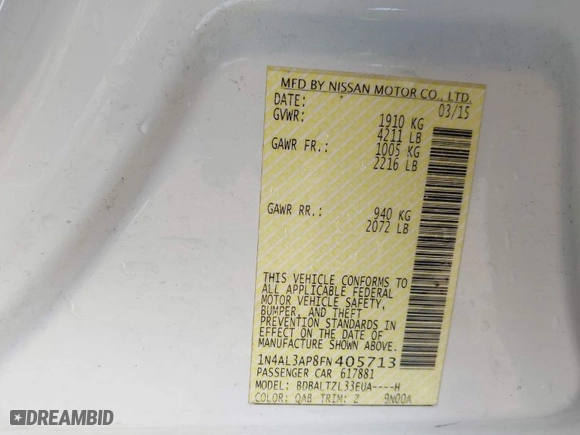 MFD BY NISSAN MOTOR CO., LTD.
DATE: 03/15
GVWR: 1910 KG
4211 LB
GAWR FR.: 1005 KG
2216 LB
GAWR RR.: 940 KG
2072 LB
THIS VEHICLE CONFORMS TO
ALL APPLICABLE FEDERAL
MOTOR VEHICLE SAFETY,
BUMPER, AND THEFT
PREVENTION STANDARDS IN
EFFECT ON THE DATE OF
MANUFACTURE SHOWN ABOVE.
1N4AL3AP8FN405713
PASSENGER CAR 617881
MODEL: BDBALTZL33EUA----H
COLOR: QAB TRIM: Z 9N00A
DREAMBID